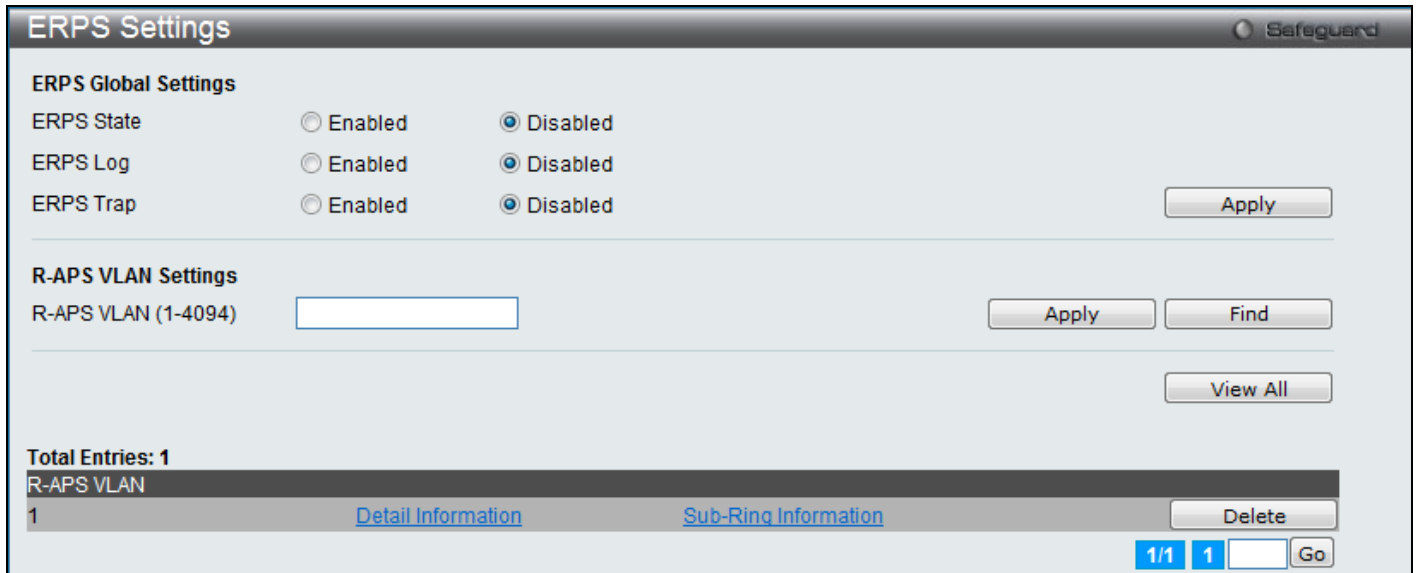 ERPS Settings
Safeguard
ERPS Global Settings
ERPS State Enabled Disabled
ERPS Log Enabled Disabled
ERPS Trap Enabled Disabled Apply
R-APS VLAN Settings
R-APS VLAN (1-4094) Apply Find
View All
Total Entries: 1
R-APS VLAN
1 Detail Information Sub-Ring Information Delete
1/1 1 Go